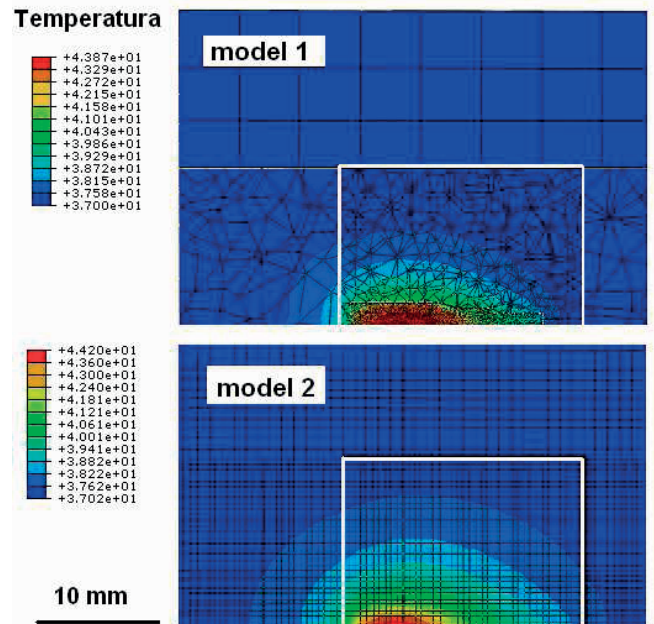 Temperatura
model 1
+4.387e+01
+4.329e+01
+4.272e+01
+4.215e+01
+4.158e+01
+4.101e+01
+4.043e+01
+3.986e+01
+3.929e+01
+3.872e+01
+3.815e+01
+3.758e+01
+3.700e+01
model 2
+4.420e+01
+4.360e+01
+4.300e+01
+4.240e+01
+4.181e+01
+4.121e+01
+4.061e+01
+4.001e+01
+3.941e+01
+3.882e+01
+3.822e+01
+3.762e+01
+3.702e+01
10 mm